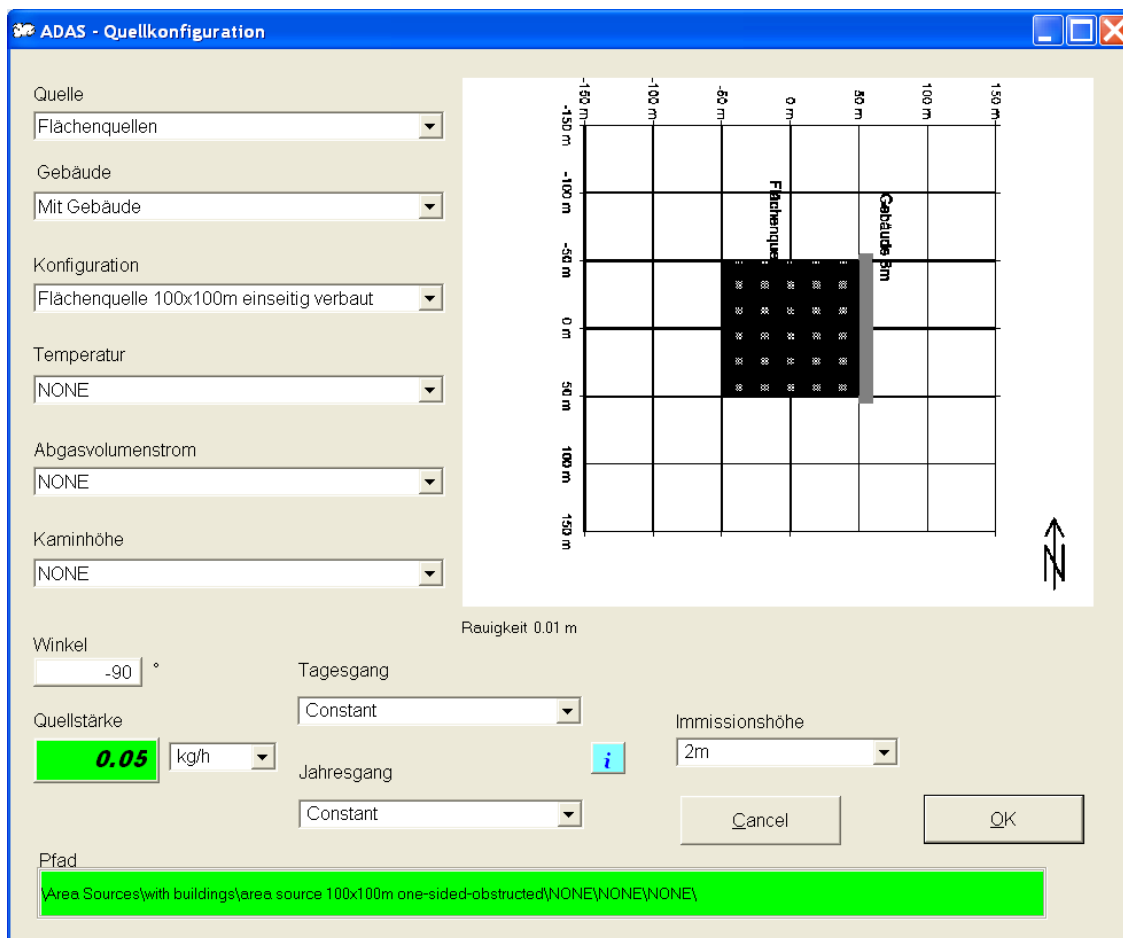 ADAS - Quellkonfiguration
Quelle
Flächenquellen
Gebäude
Mit Gebäude
Konfiguration
Flächenquelle 100x100m einseitig verbaut
Temperatur
NONE
Abgasvolumenstrom
NONE
Kaminhöhe
NONE
-150 m
-100 m
-50 m
0 m
50 m
100 m
150 m
-150 m
-100 m
-50 m
0 m
50 m
100 m
150 m
Flächenque
Gebäude 8m
N
Rauigkeit 0.01 m
Winkel
-90 °
Quellstärke
0.05 kg/h
Tagesgang
Constant
Jahresgang
Constant
i
Immissionshöhe
2m
Cancel
OK
Pfad
\Area Sources\with buildings\area source 100x100m one-sided-obstructed\NONE\NONE\NONE\